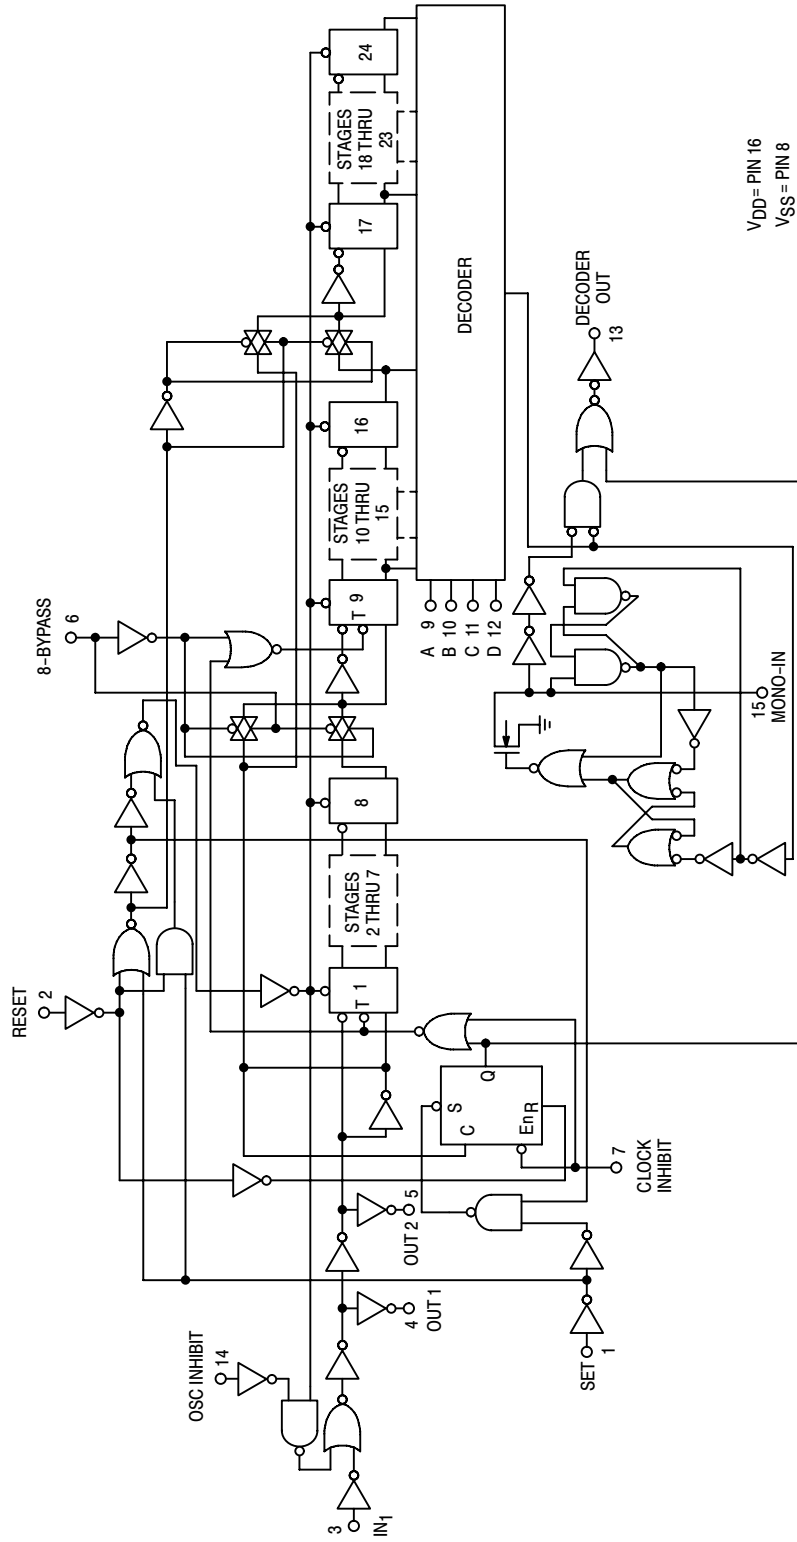 RESET
2
8-BYPASS
6
OSC INHIBIT
14
3
IN1
4
OUT 1
OUT 2
5
T 1
STAGES
2 THRU 7
8
T 9
STAGES
10 THRU
15
16
17
STAGES
18 THRU
23
24
DECODER
A 9
B 10
C 11
D 12
S
C
Q
En
R
SET
1
7
CLOCK
INHIBIT
15
MONO-IN
DECODER
OUT
13
VDD = PIN 16
VSS = PIN 8